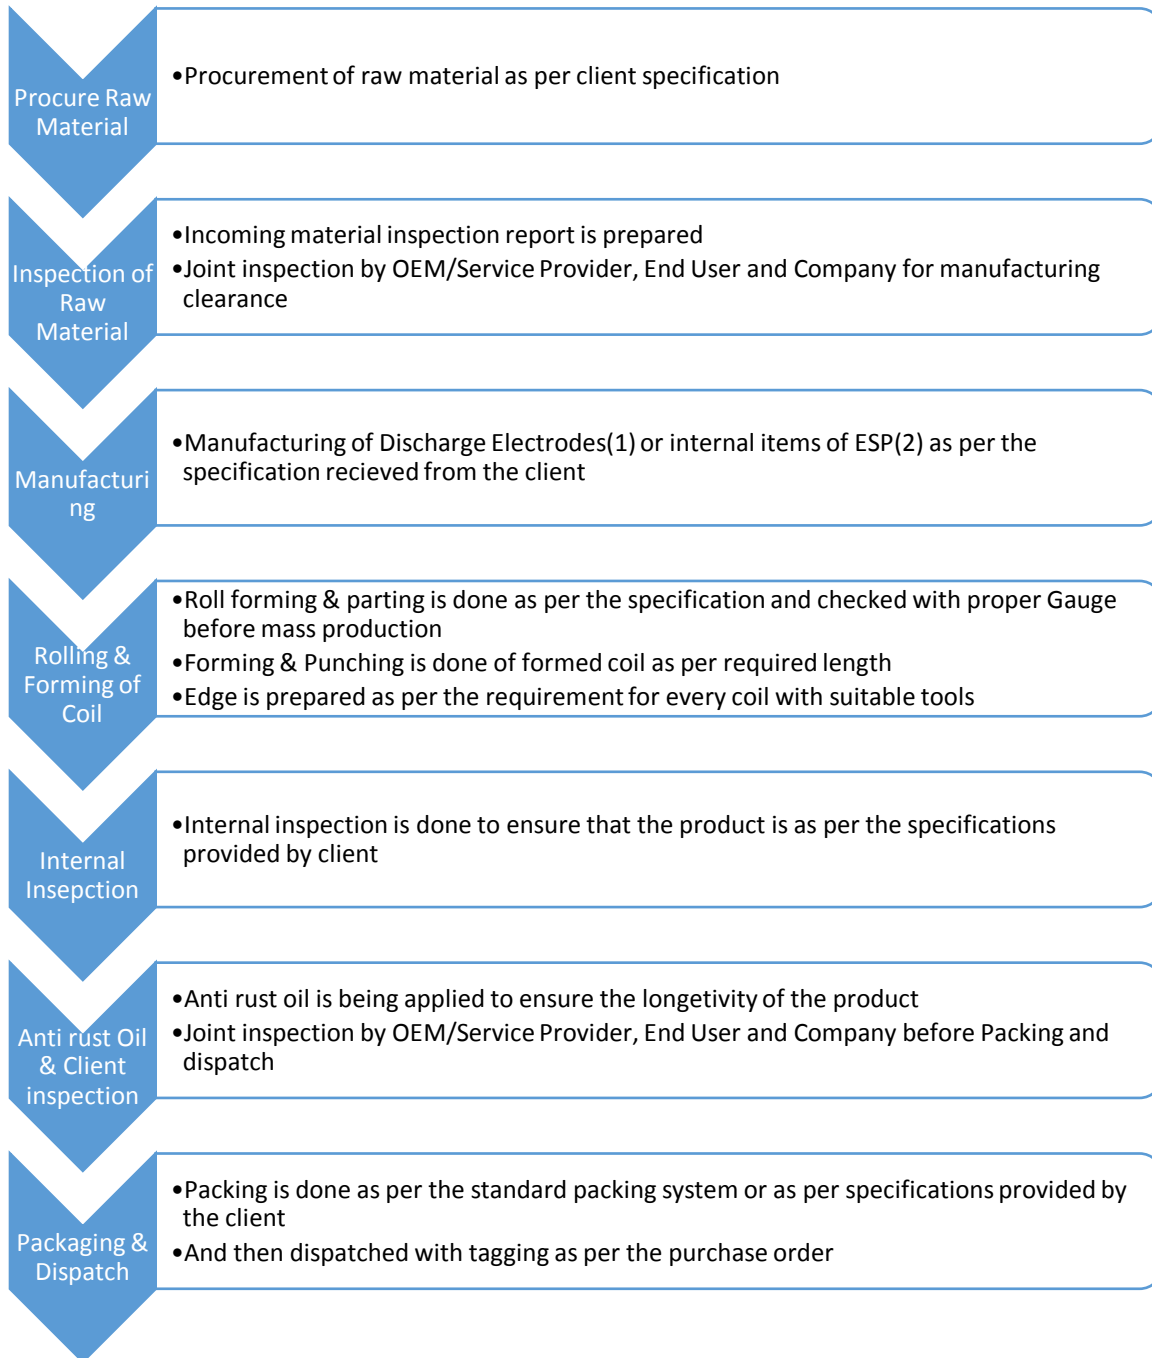 Procure Raw
Material
•Procurement of raw material as per client specification
Inspection of
Raw
Material
•Incoming material inspection report is prepared
•Joint inspection by OEM/Service Provider, End User and Company for manufacturing
clearance
Manufacturi
ng
•Manufacturing of Discharge Electrodes(1) or internal items of ESP(2) as per the
specification recieved from the client
Rolling &
Forming of
Coil
•Roll forming & parting is done as per the specification and checked with proper Gauge
before mass production
•Forming & Punching is done of formed coil as per required length
•Edge is prepared as per the requirement for every coil with suitable tools
Internal
Insepction
•Internal inspection is done to ensure that the product is as per the specifications
provided by client
Anti rust Oil
& Client
inspection
•Anti rust oil is being applied to ensure the longetivity of the product
•Joint inspection by OEM/Service Provider, End User and Company before Packing and
dispatch
Packaging &
Dispatch
•Packing is done as per the standard packing system or as per specifications provided by
the client
•And then dispatched with tagging as per the purchase order